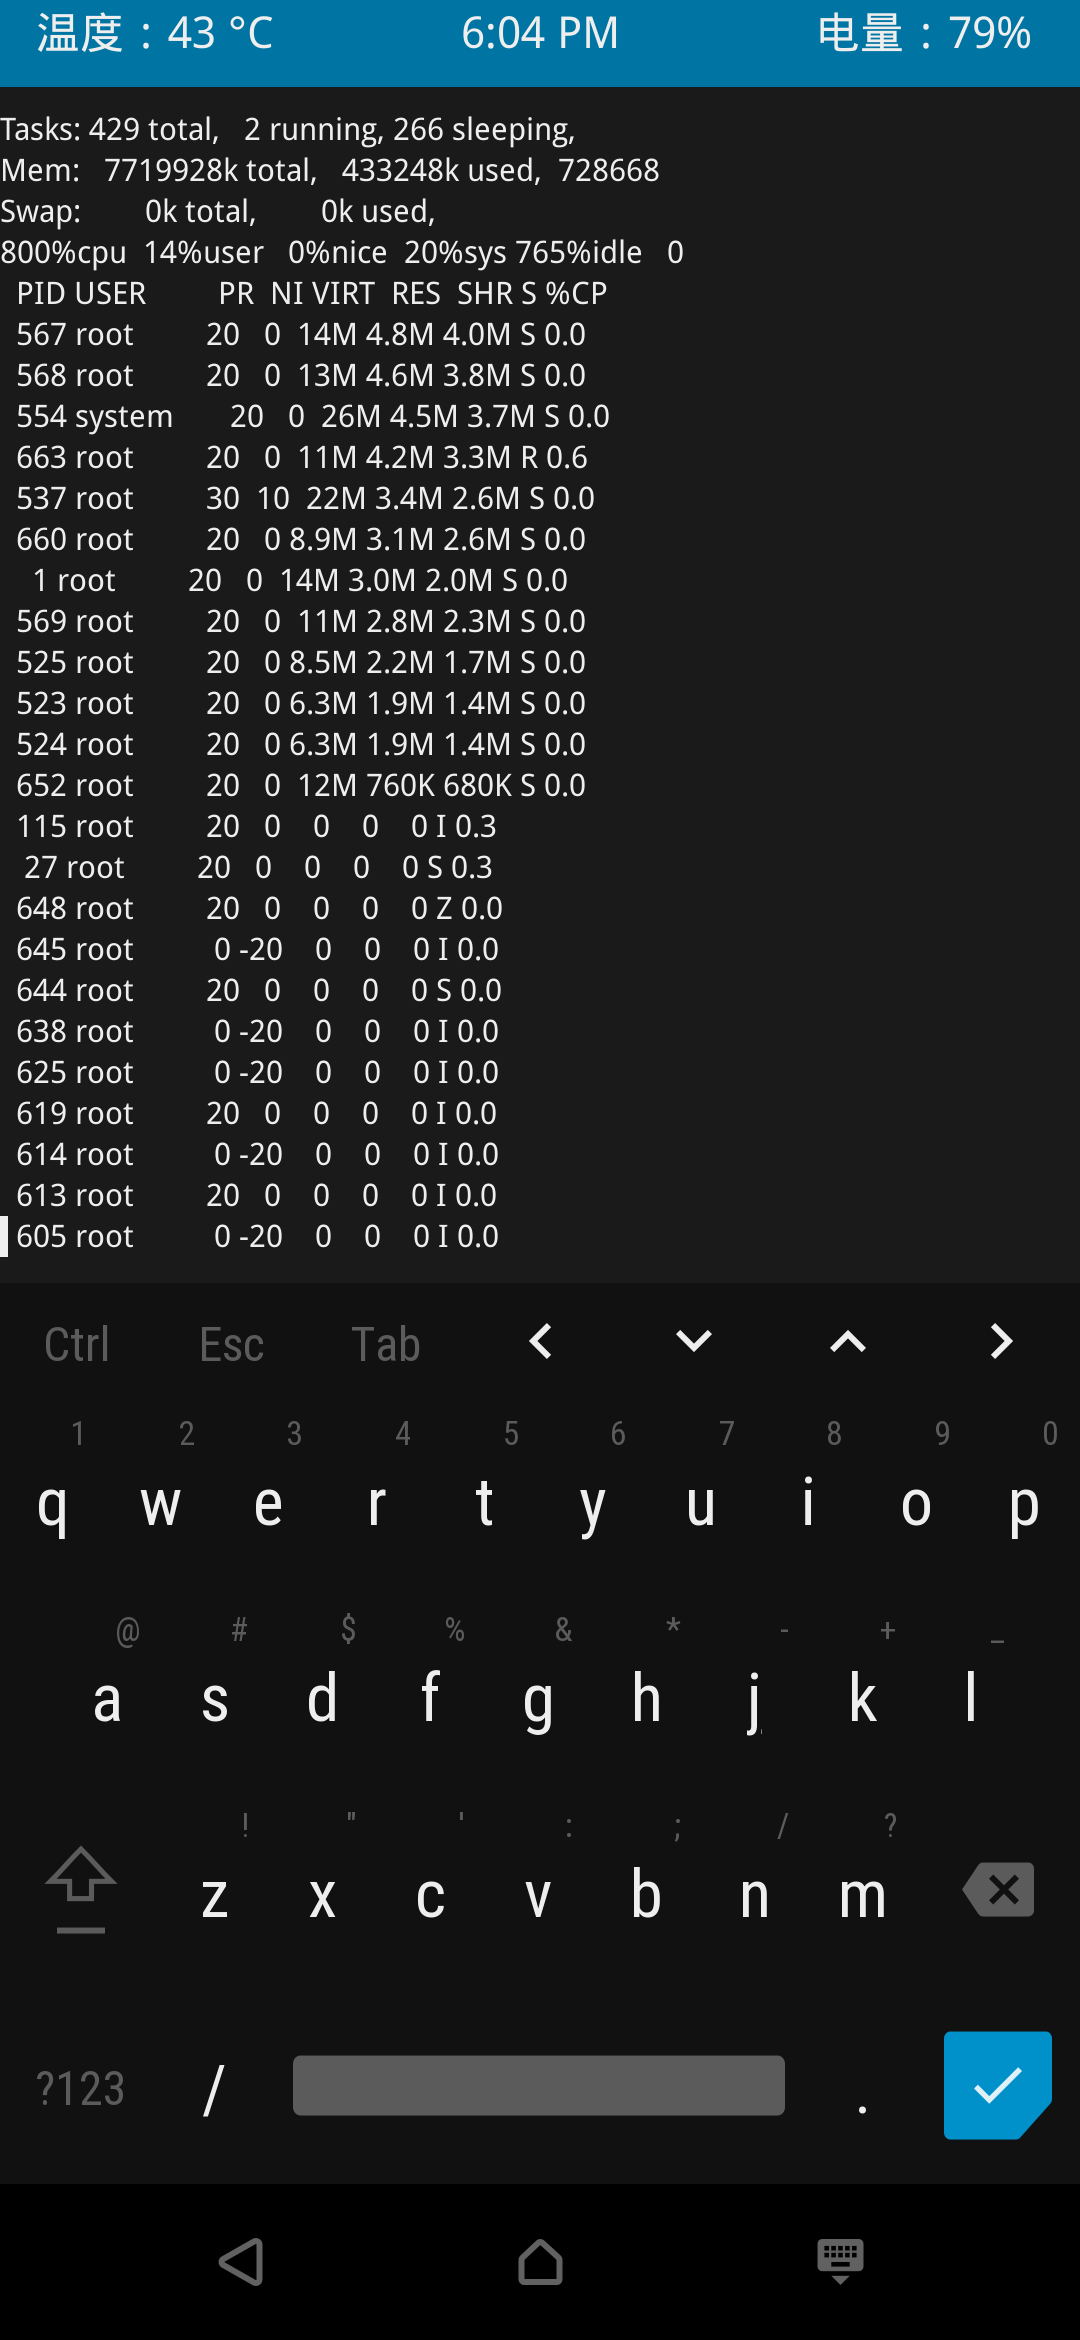 温度：43 °C 6:04 PM 电量：79%
Tasks: 429 total, 2 running, 266 sleeping,
Mem: 7719928k total, 433248k used, 728668
Swap: 0k total, 0k used,
800%cpu 14%user 0%nice 20%sys 765%idle 0
PID USER PR NI VIRT RES SHR S %CP
567 root 20 0 14M 4.8M 4.0M S 0.0
568 root 20 0 13M 4.6M 3.8M S 0.0
554 system 20 0 26M 4.5M 3.7M S 0.0
663 root 20 0 11M 4.2M 3.3M R 0.6
537 root 30 10 22M 3.4M 2.6M S 0.0
660 root 20 0 8.9M 3.1M 2.6M S 0.0
1 root 20 0 14M 3.0M 2.0M S 0.0
569 root 20 0 11M 2.8M 2.3M S 0.0
525 root 20 0 8.5M 2.2M 1.7M S 0.0
523 root 20 0 6.3M 1.9M 1.4M S 0.0
524 root 20 0 6.3M 1.9M 1.4M S 0.0
652 root 20 0 12M 760K 680K S 0.0
115 root 20 0 0 0 0 I 0.3
27 root 20 0 0 0 0 S 0.3
648 root 20 0 0 0 0 Z 0.0
645 root 0 -20 0 0 0 I 0.0
644 root 20 0 0 0 0 S 0.0
638 root 0 -20 0 0 0 I 0.0
625 root 0 -20 0 0 0 I 0.0
619 root 20 0 0 0 0 I 0.0
614 root 0 -20 0 0 0 I 0.0
613 root 20 0 0 0 0 I 0.0
605 root 0 -20 0 0 0 I 0.0
Ctrl Esc Tab
1 2 3 4 5 6 7 8 9 0
q w e r t y u i o p
@ # $ % & * - + _
a s d f g h j k l
! " ' : ; / ?
z x c v b n m
?123 / .